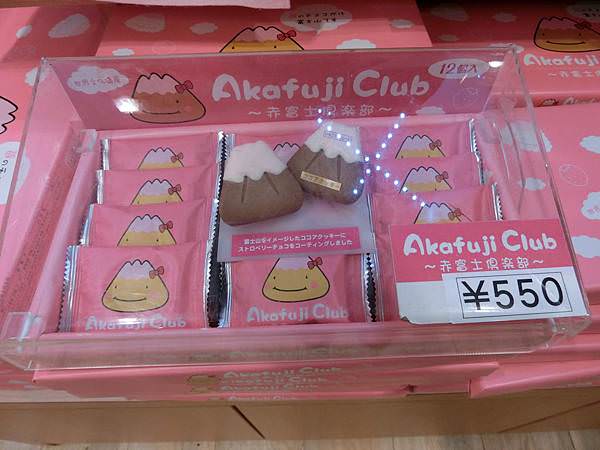 Akafuji Club
12個入
～赤富士倶楽部～
富士山をイメージしたココアクッキーに
ストロベリーチョコをコーティングしました
Akafuji Club
～赤富士倶楽部～
¥550
Akafuji Club
Akafuji Club
Akafuji Club